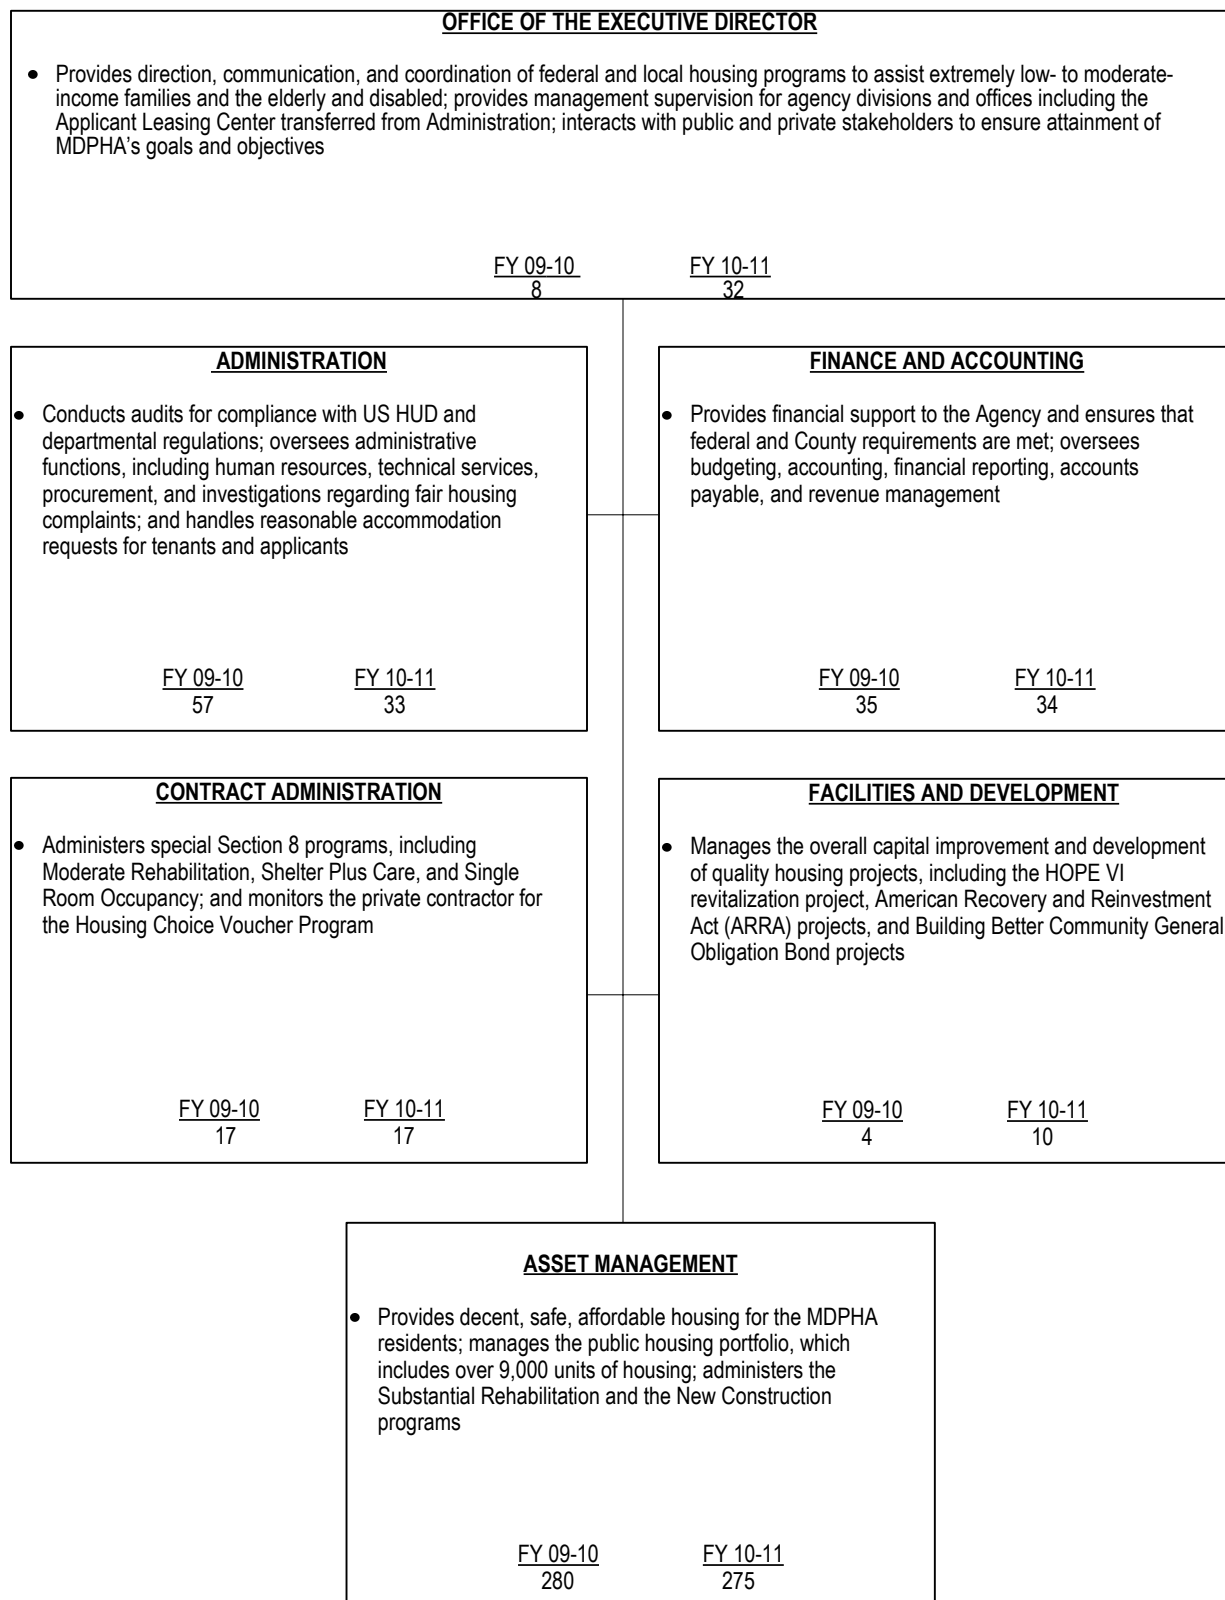 OFFICE OF THE EXECUTIVE DIRECTOR
• Provides direction, communication, and coordination of federal and local housing programs to assist extremely low- to moderate-
income families and the elderly and disabled; provides management supervision for agency divisions and offices including the
Applicant Leasing Center transferred from Administration; interacts with public and private stakeholders to ensure attainment of
MDPHA’s goals and objectives
FY 09-10 FY 10-11
8 32
ADMINISTRATION
• Conducts audits for compliance with US HUD and
departmental regulations; oversees administrative
functions, including human resources, technical services,
procurement, and investigations regarding fair housing
complaints; and handles reasonable accommodation
requests for tenants and applicants
FY 09-10 FY 10-11
57 33
FINANCE AND ACCOUNTING
• Provides financial support to the Agency and ensures that
federal and County requirements are met; oversees
budgeting, accounting, financial reporting, accounts
payable, and revenue management
FY 09-10 FY 10-11
35 34
CONTRACT ADMINISTRATION
• Administers special Section 8 programs, including
Moderate Rehabilitation, Shelter Plus Care, and Single
Room Occupancy; and monitors the private contractor for
the Housing Choice Voucher Program
FY 09-10 FY 10-11
17 17
FACILITIES AND DEVELOPMENT
• Manages the overall capital improvement and development
of quality housing projects, including the HOPE VI
revitalization project, American Recovery and Reinvestment
Act (ARRA) projects, and Building Better Community General
Obligation Bond projects
FY 09-10 FY 10-11
4 10
ASSET MANAGEMENT
• Provides decent, safe, affordable housing for the MDPHA
residents; manages the public housing portfolio, which
includes over 9,000 units of housing; administers the
Substantial Rehabilitation and the New Construction
programs
FY 09-10 FY 10-11
280 275